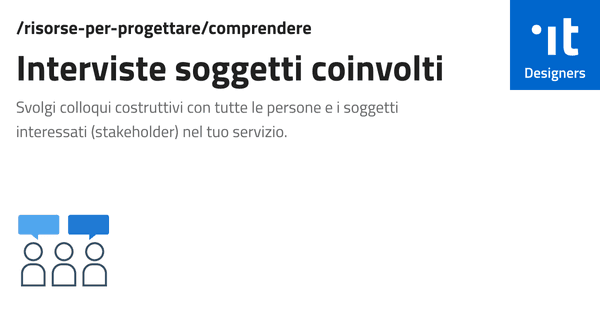 /risorse-per-progettare/comprendere
Interviste soggetti coinvolti
Svolgi colloqui costruttivi con tutte le persone e i soggetti
interessati (stakeholder) nel tuo servizio.
.it
Designers